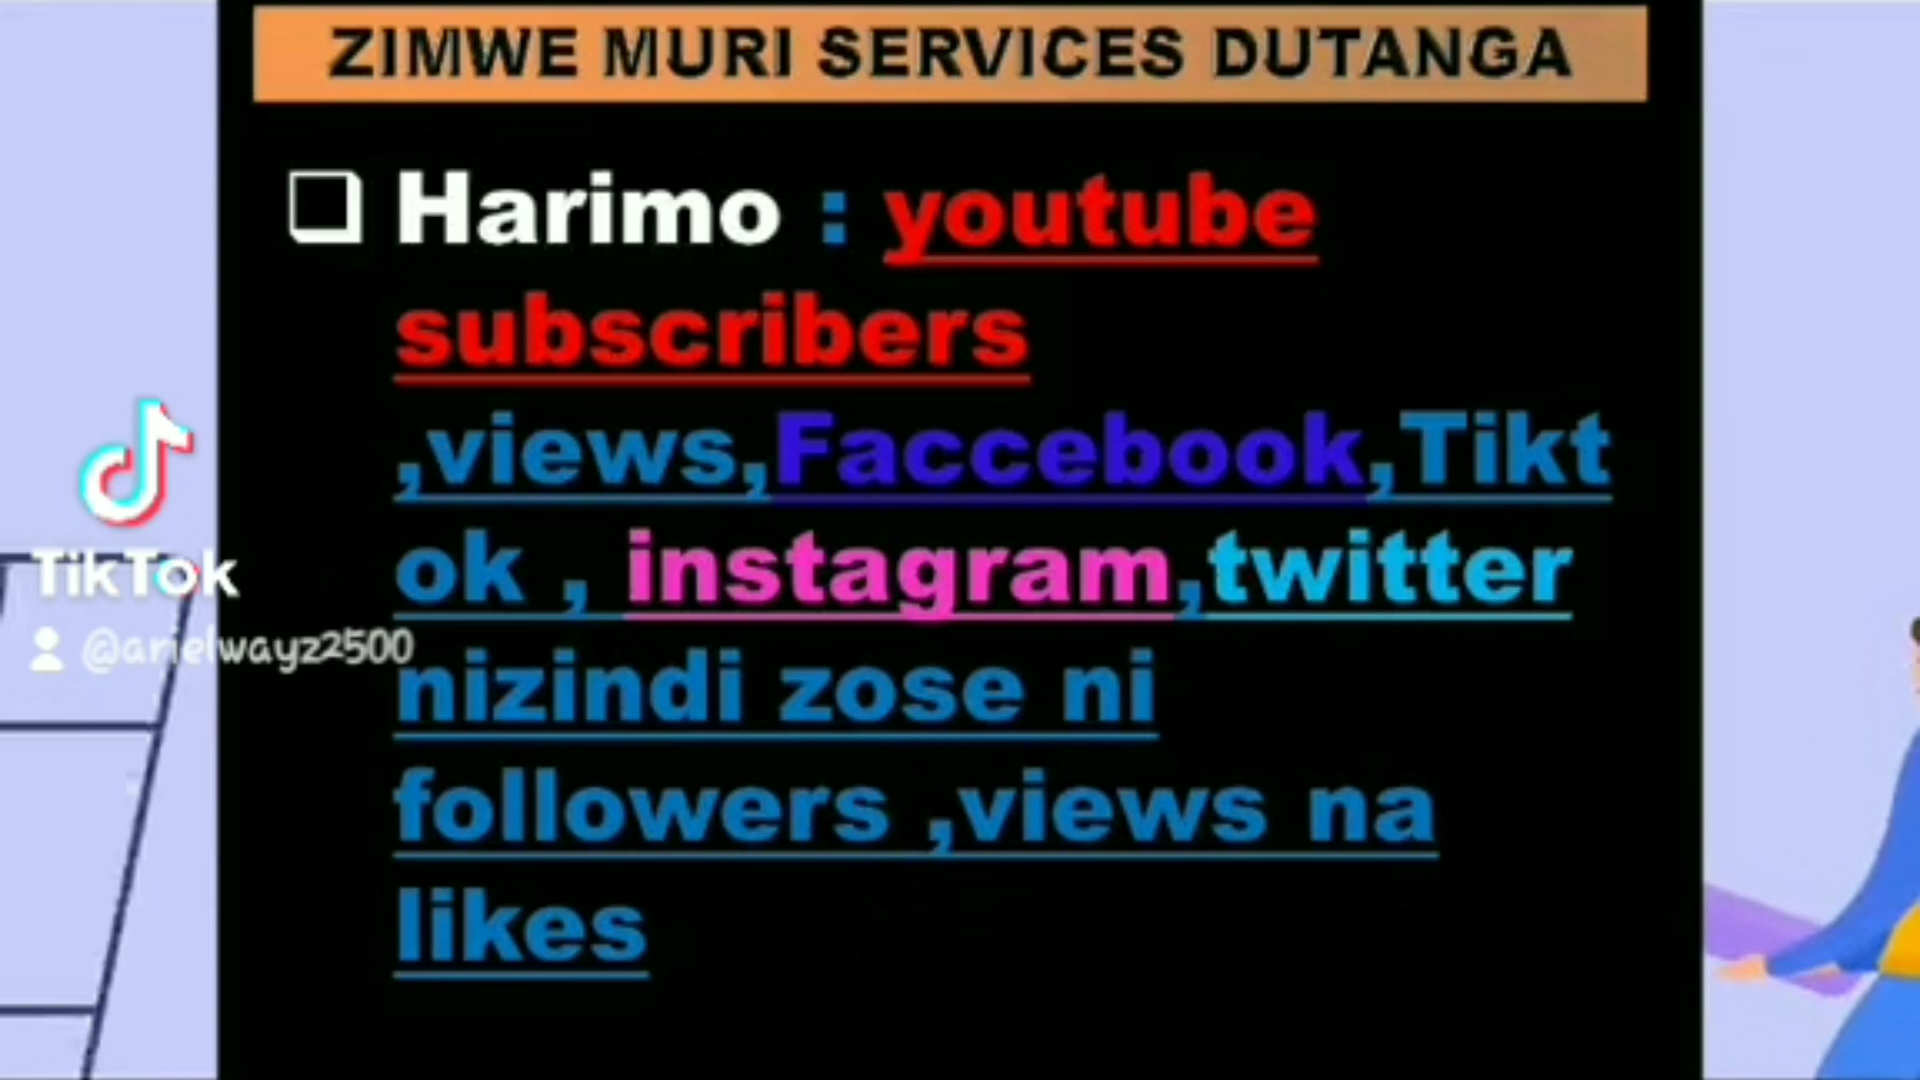 ZIMWE MURI SERVICES DUTANGA
Harimo : youtube
subscribers
,views,Faccebook,Tikt
ok , instagram,twitter
nizindi zose ni
followers ,views na
likes
TikTok
@arielwayz2500